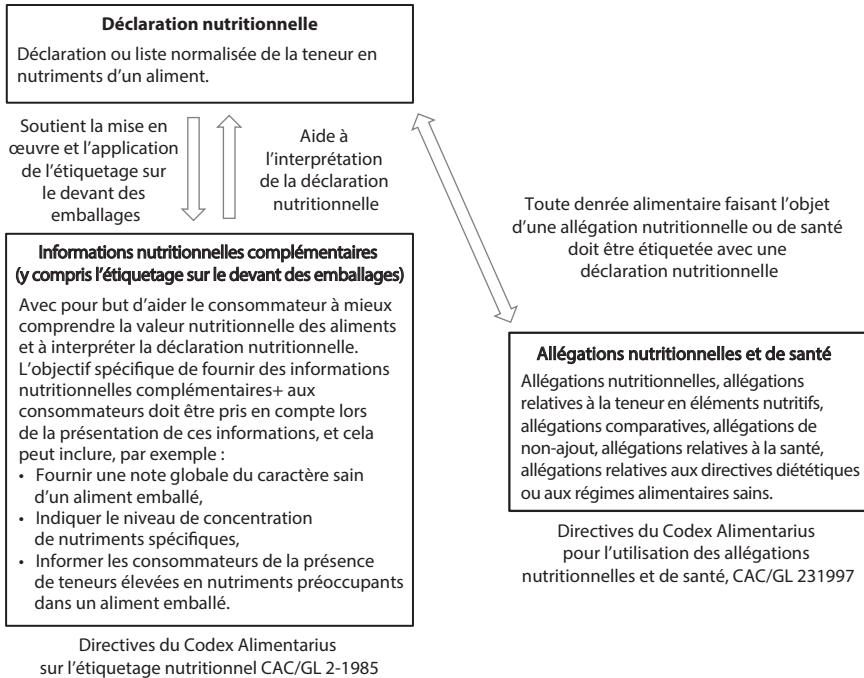 Déclaration nutritionnelle
Déclaration ou liste normalisée de la teneur en
nutriments d’un aliment.
Soutient la mise en
œuvre et l’application
de l’étiquetage sur
le devant des
emballages
Aide à
l’interprétation
de la déclaration
nutritionnelle
Toute denrée alimentaire faisant l’objet
d’une allégation nutritionnelle ou de santé
doit être étiquetée avec une
déclaration nutritionnelle
Informations nutritionnelles complémentaires
(y compris l’étiquetage sur le devant des emballages)
Avec pour but d’aider le consommateur à mieux
comprendre la valeur nutritionnelle des aliments
et à interpréter la déclaration nutritionnelle.
L’objectif spécifique de fournir des informations
nutritionnelles complémentaires+ aux
consommateurs doit être pris en compte lors
de la présentation de ces informations, et cela
peut inclure, par exemple :
• Fournir une note globale du caractère sain
d’un aliment emballé,
• Indiquer le niveau de concentration
de nutriments spécifiques,
• Informer les consommateurs de la présence
de teneurs élevées en nutriments préoccupants
dans un aliment emballé.
Directives du Codex Alimentarius
sur l’étiquetage nutritionnel CAC/GL 2-1985
Allégations nutritionnelles et de santé
Allégations nutritionnelles, allégations
relatives à la teneur en éléments nutritifs,
allégations comparatives, allégations de
non-ajout, allégations relatives à la santé,
allégations relatives aux directives diététiques
ou aux régimes alimentaires sains.
Directives du Codex Alimentarius
pour l’utilisation des allégations
nutritionnelles et de santé, CAC/GL 231997